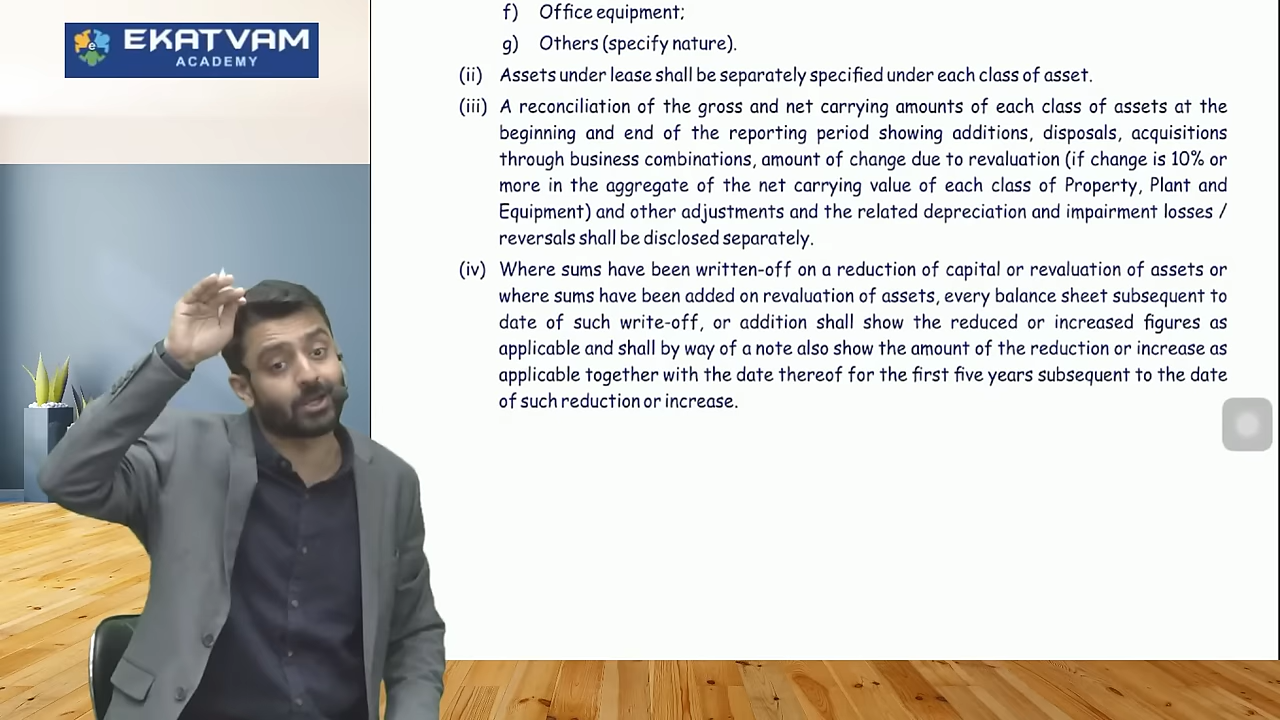 EKATVAM
ACADEMY
f) Office equipment;
g) Others (specify nature).
(ii) Assets under lease shall be separately specified under each class of asset.
(iii) A reconciliation of the gross and net carrying amounts of each class of assets at the
beginning and end of the reporting period showing additions, disposals, acquisitions
through business combinations, amount of change due to revaluation (if change is 10% or
more in the aggregate of the net carrying value of each class of Property, Plant and
Equipment) and other adjustments and the related depreciation and impairment losses /
reversals shall be disclosed separately.
(iv) Where sums have been written-off on a reduction of capital or revaluation of assets or
where sums have been added on revaluation of assets, every balance sheet subsequent to
date of such write-off, or addition shall show the reduced or increased figures as
applicable and shall by way of a note also show the amount of the reduction or increase as
applicable together with the date thereof for the first five years subsequent to the date
of such reduction or increase.